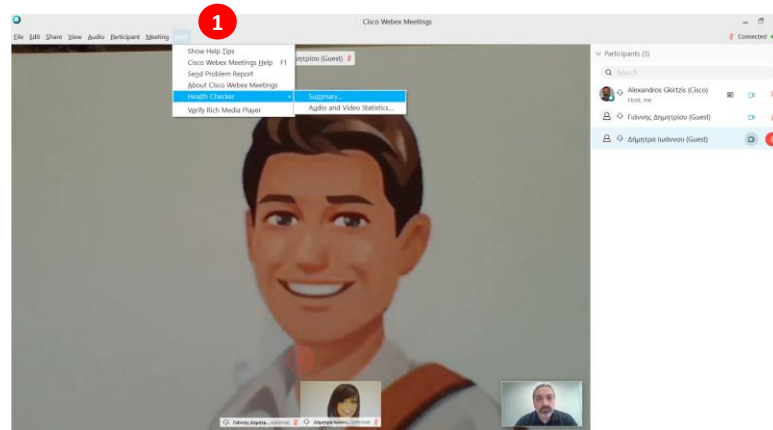 1
Cisco Webex Meetings
File Edit Share View Audio Participant Meeting Help
Connected
Show Help Tips
Cisco Webex Meetings Help F1
Send Problem Report
About Cisco Webex Meetings
Health Checker
Verify Rich Media Player
Summary...
Audio and Video Statistics...
(Guest)
Participants (3)
Search
Alexandros Gkirtzis (Cisco)
Host, me
Γιάννης Δημητρίου (Guest)
Δήμητρα Ιωάννου (Guest)